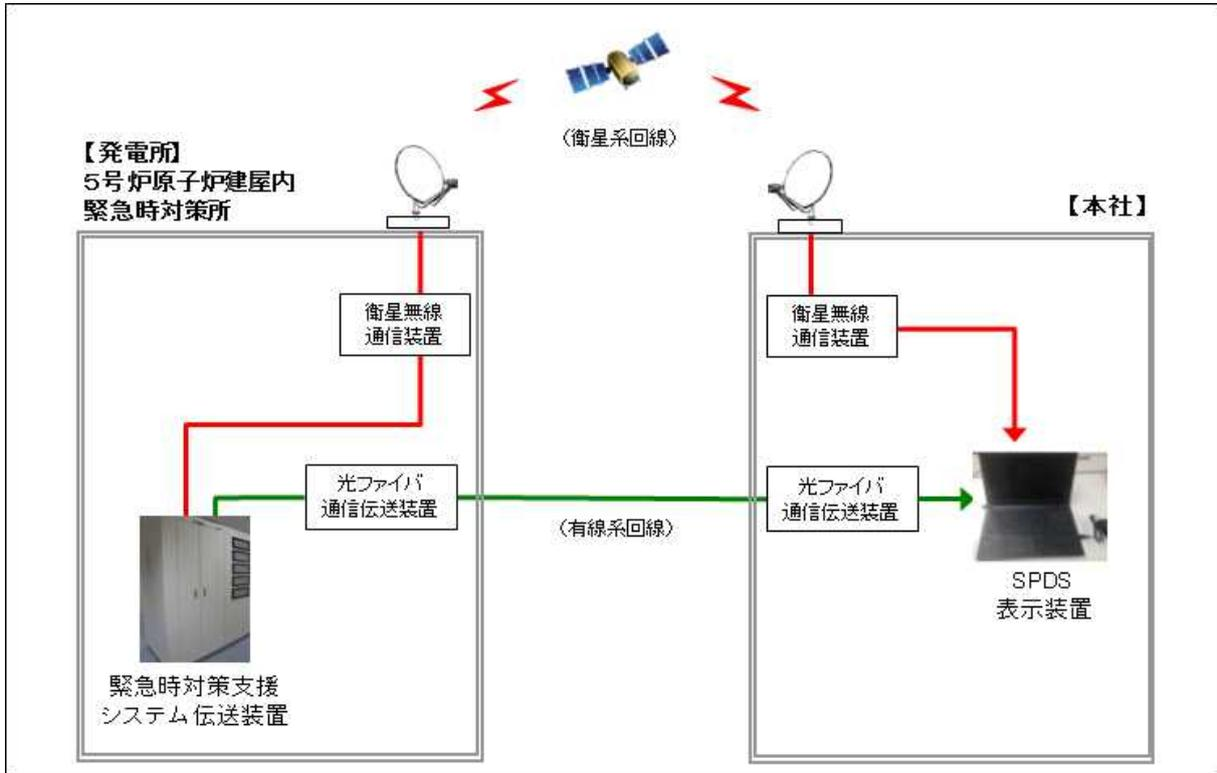 （衛星系回線）
【発電所】
５号炉原子炉建屋内
緊急時対策所
【本社】
衛星無線
通信装置
衛星無線
通信装置
光ファイバ
通信伝送装置
光ファイバ
通信伝送装置
（有線系回線）
SPDS
表示装置
緊急時対策支援
システム伝送装置